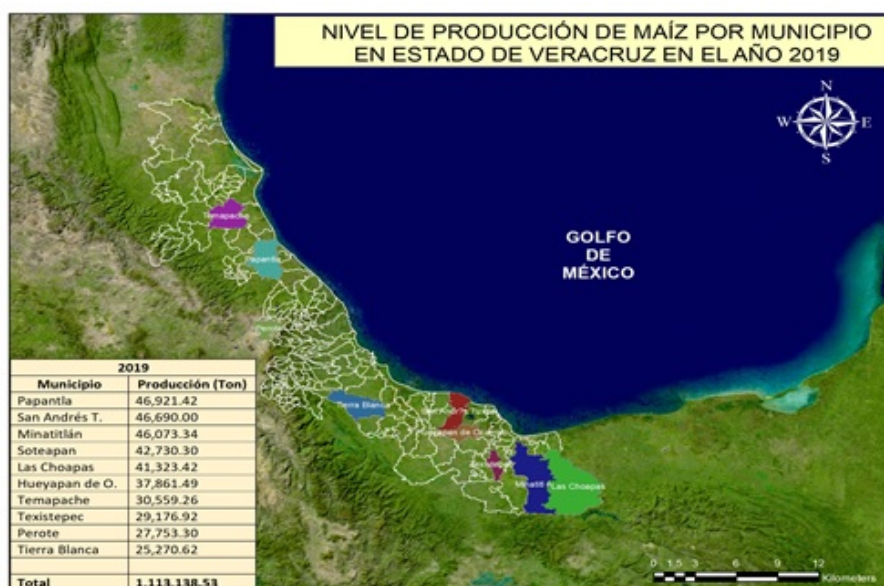 NIVEL DE PRODUCCIÓN DE MAÍZ POR MUNICIPIO
EN ESTADO DE VERACRUZ EN EL AÑO 2019
N
W E
S
GOLFO
DE
MÉXICO
Temapache
Papantla
Perote
Tierra Blanca
Las Choapas
2019
Municipio Producción (Ton)
Papantla 46,921.42
San Andrés T. 46,690.00
Minatitlán 46,073.34
Soteapan 42,730.30
Las Choapas 41,323.42
Hueyapan de O. 37,861.49
Temapache 30,559.26
Texistepec 29,176.92
Perote 27,753.30
Tierra Blanca 25,270.62
Total 1,113,138.53
0 1.5 3 6 9 12
Kilometers